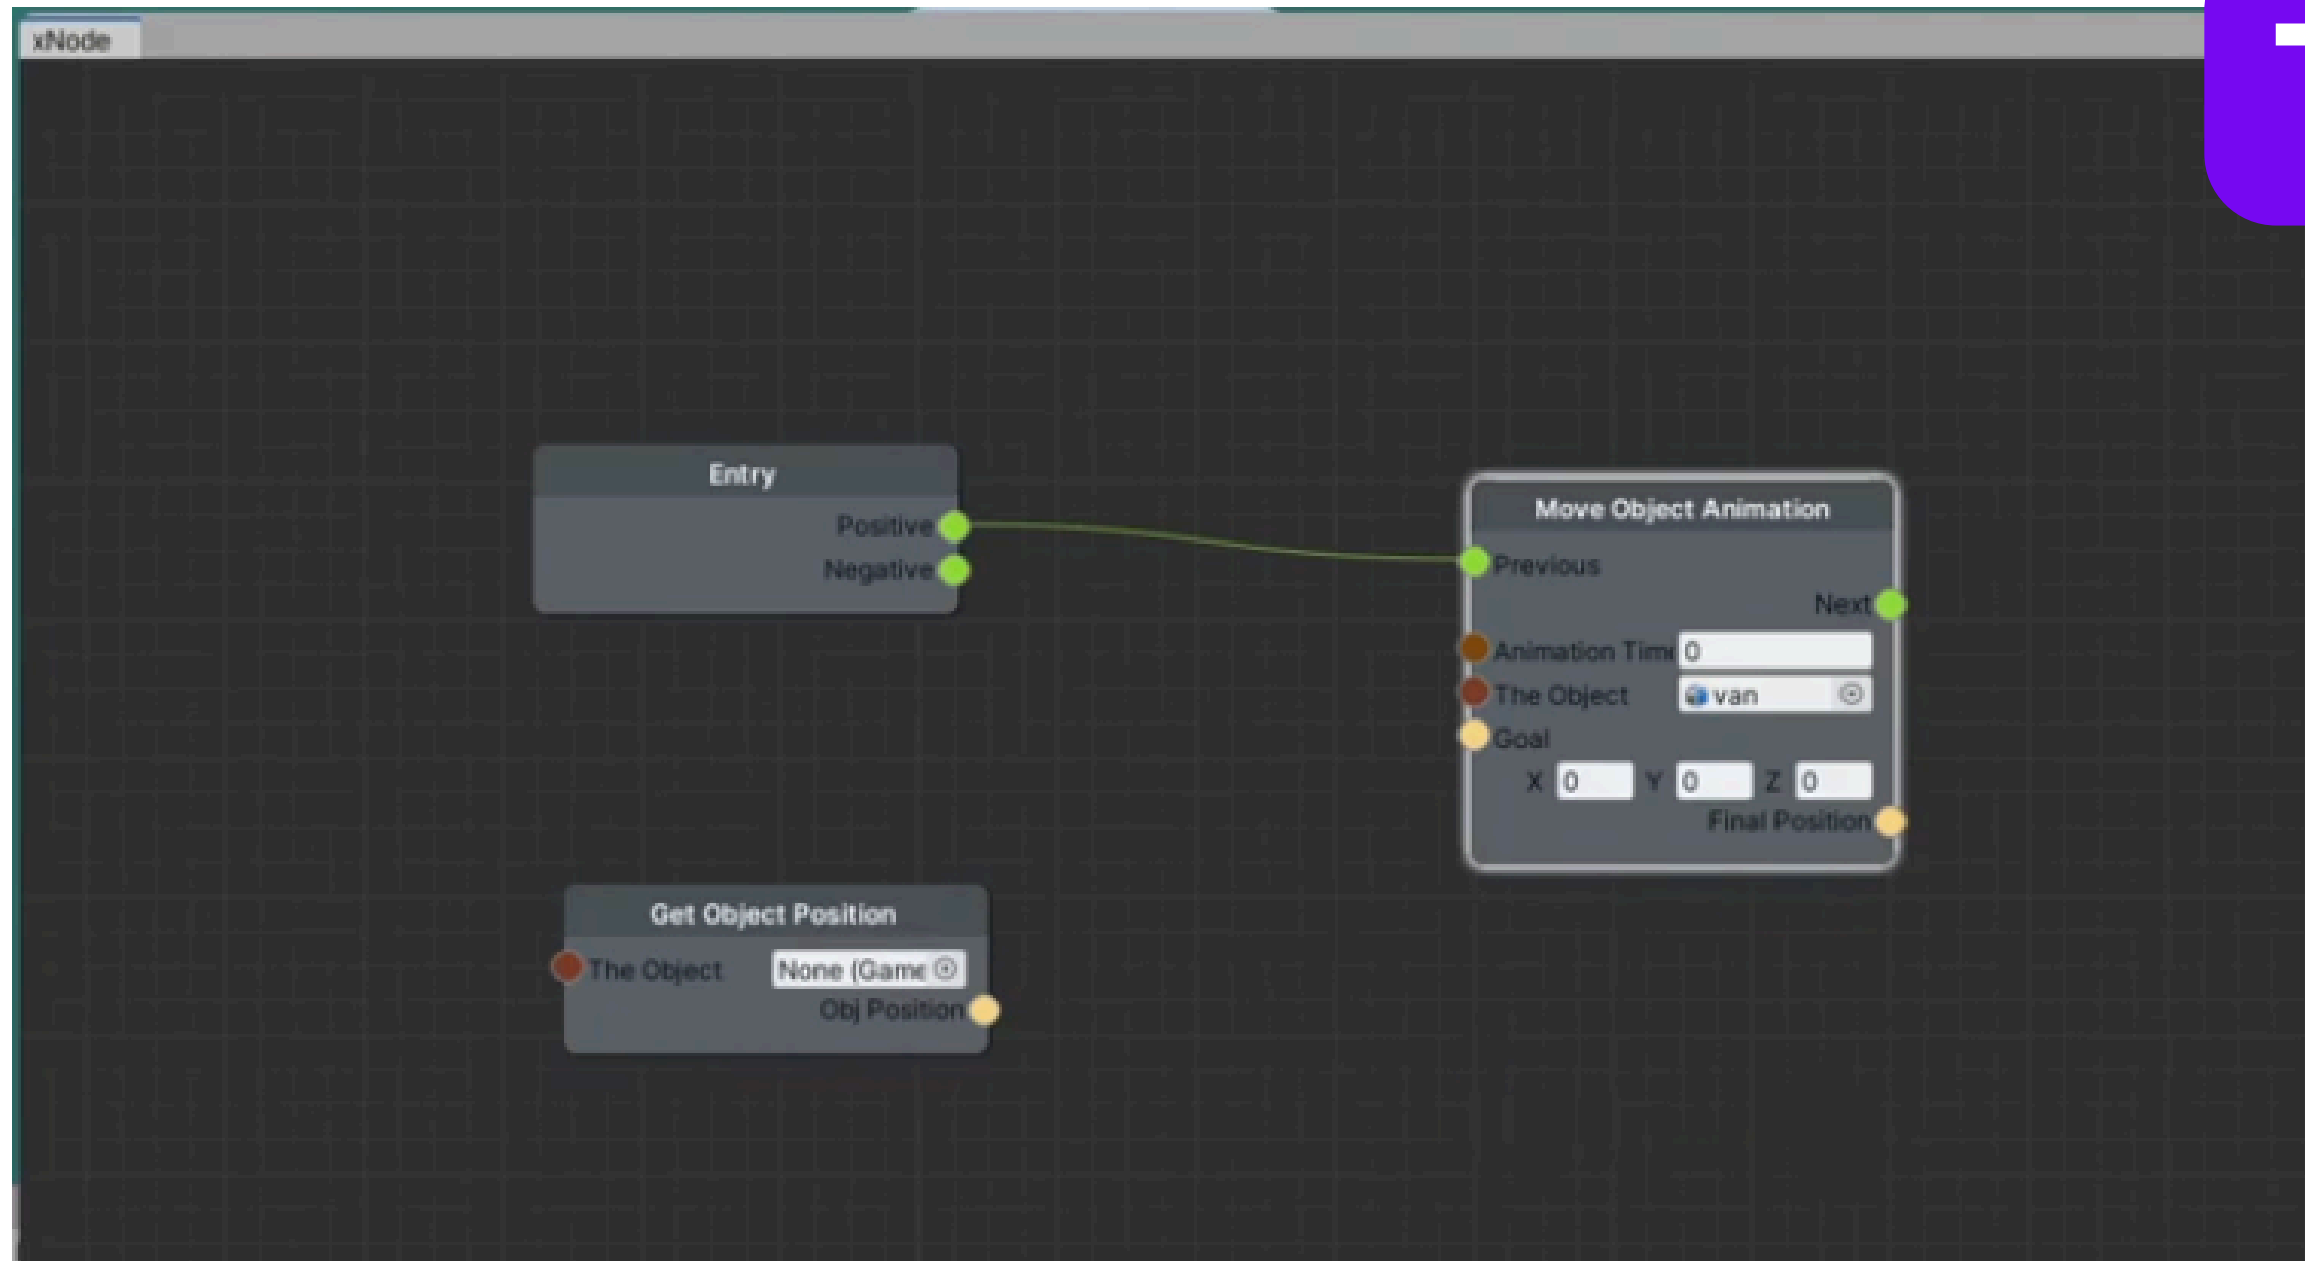 xNode
Entry
Positive
Negative
Move Object Animation
Previous
Next
Animation Time 0
The Object van
Goal
X 0 Y 0 Z 0
Final Position
Get Object Position
The Object None (Game
Obj Position